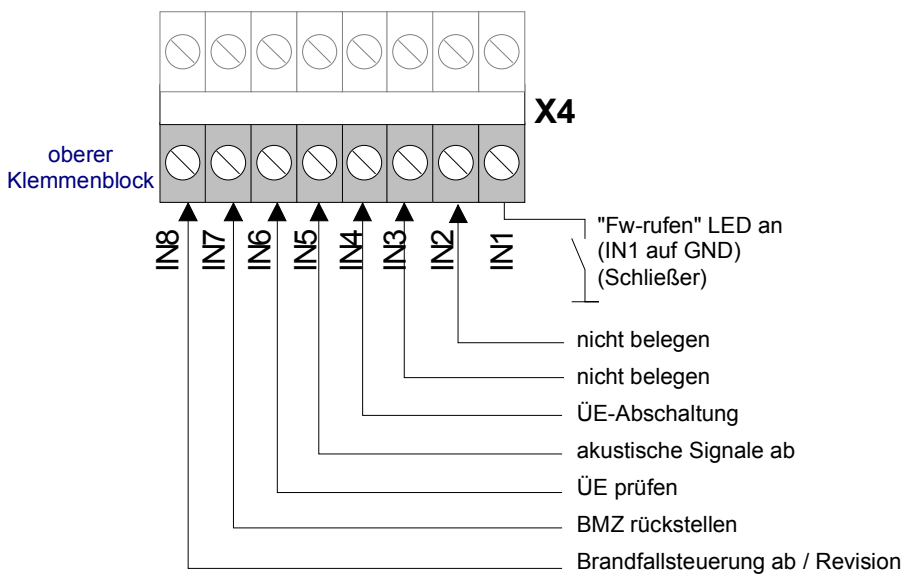 X4
oberer
Klemmenblock
IN8
IN7
IN6
IN5
IN4
IN3
IN2
IN1
"Fw-rufen" LED an
(IN1 auf GND)
(Schließer)
nicht belegen
nicht belegen
ÜE-Abschaltung
akustische Signale ab
ÜE prüfen
BMZ rückstellen
Brandfallsteuerung ab / Revision